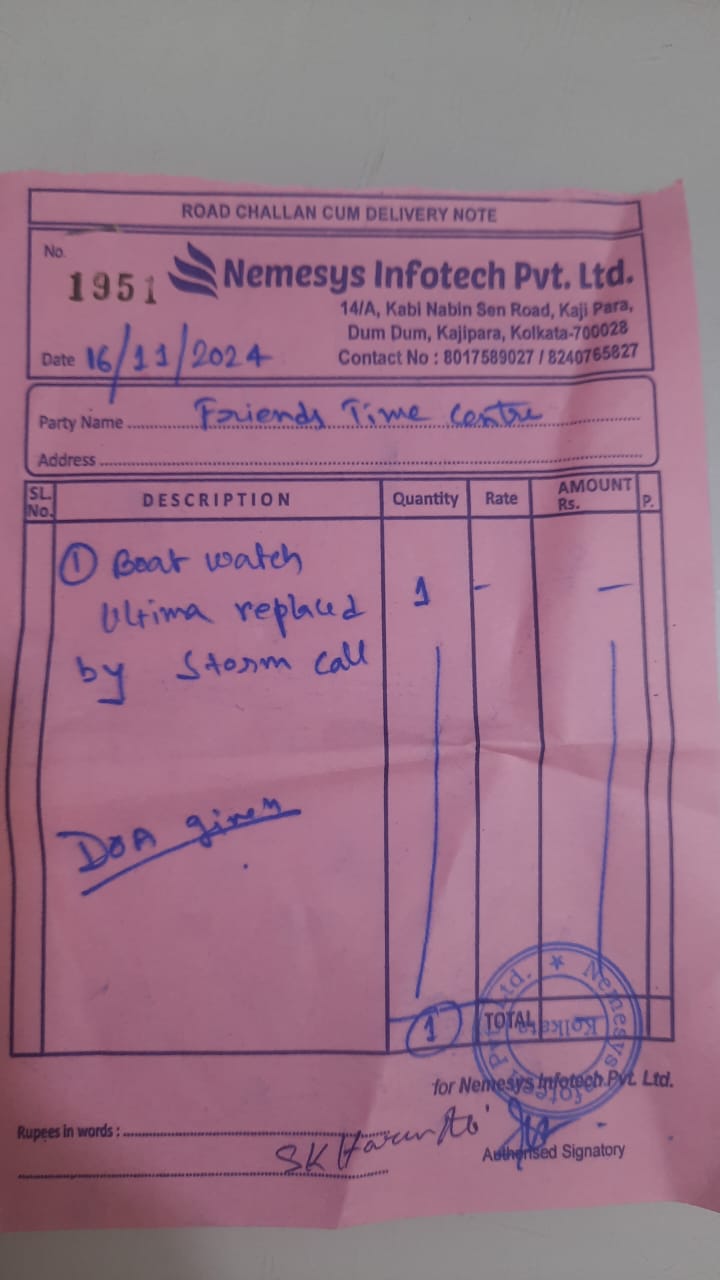 ROAD CHALLAN CUM DELIVERY NOTE
No.
1951
Nemesys Infotech Pvt. Ltd.
14/A, Kabi Nabin Sen Road, Kaji Para,
Dum Dum, Kajipara, Kolkata-700028
Date 16/11/2024
Contact No : 8017589027 / 8240765827
Party Name Friends Time Centre
Address
SL. No. DESCRIPTION Quantity Rate AMOUNT Rs. P.
① Boat watch 1 - -
Ultima replaced
by Storm call
DOA given
1 TOTAL
Nemesys Infotech Pvt. Ltd. ★
Kolkata
for Nemesys Infotech Pvt. Ltd.
Rupees in words :
SK
Authorised Signatory